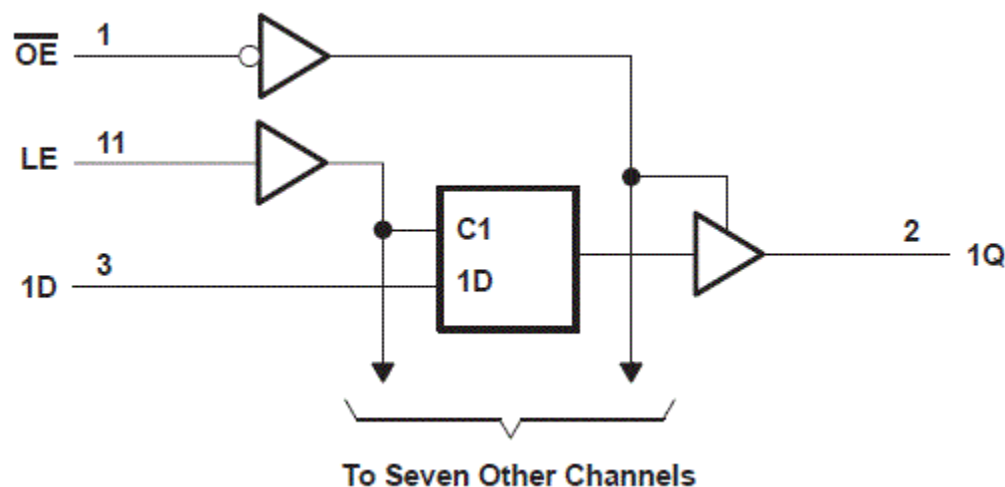 OE 1
LE 11
1D 3
C1
1D
2 1Q
To Seven Other Channels